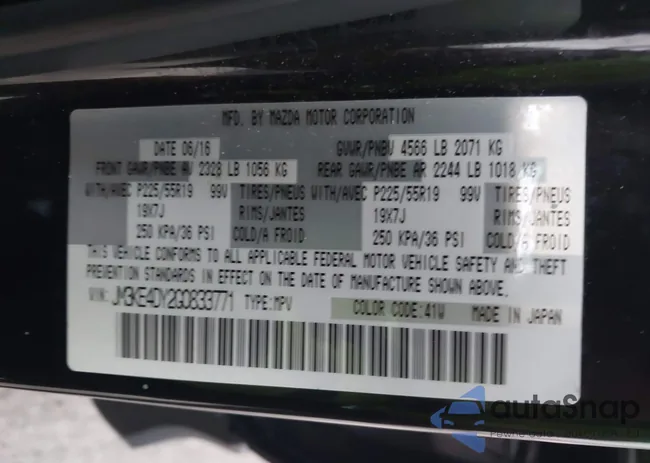 MFD. BY MAZDA MOTOR CORPORATION
DATE 06/16 GVWR/PNBV 4566 LB 2071 KG
FRONT GAWR/PNBE AV 2328 LB 1056 KG REAR GAWR/PNBE AR 2244 LB 1018 KG
WITH/AVEC P225/55R19 99V TIRES/PNEUS WITH/AVEC P225/55R19 99V TIRES/PNEUS
19X7J RIMS/JANTES 19X7J RIMS/JANTES
250 KPA/36 PSI COLD/A FROID 250 KPA/36 PSI COLD/A FROID
THIS VEHICLE CONFORMS TO ALL APPLICABLE FEDERAL MOTOR VEHICLE SAFETY AND THEFT
PREVENTION STANDARDS IN EFFECT ON THE DATE OF MANUFACTURE SHOWN ABOVE.
VIN: JM3KE4DY2G0833771 TYPE:MPV COLOR CODE:41W MADE IN JAPAN
autoSnap